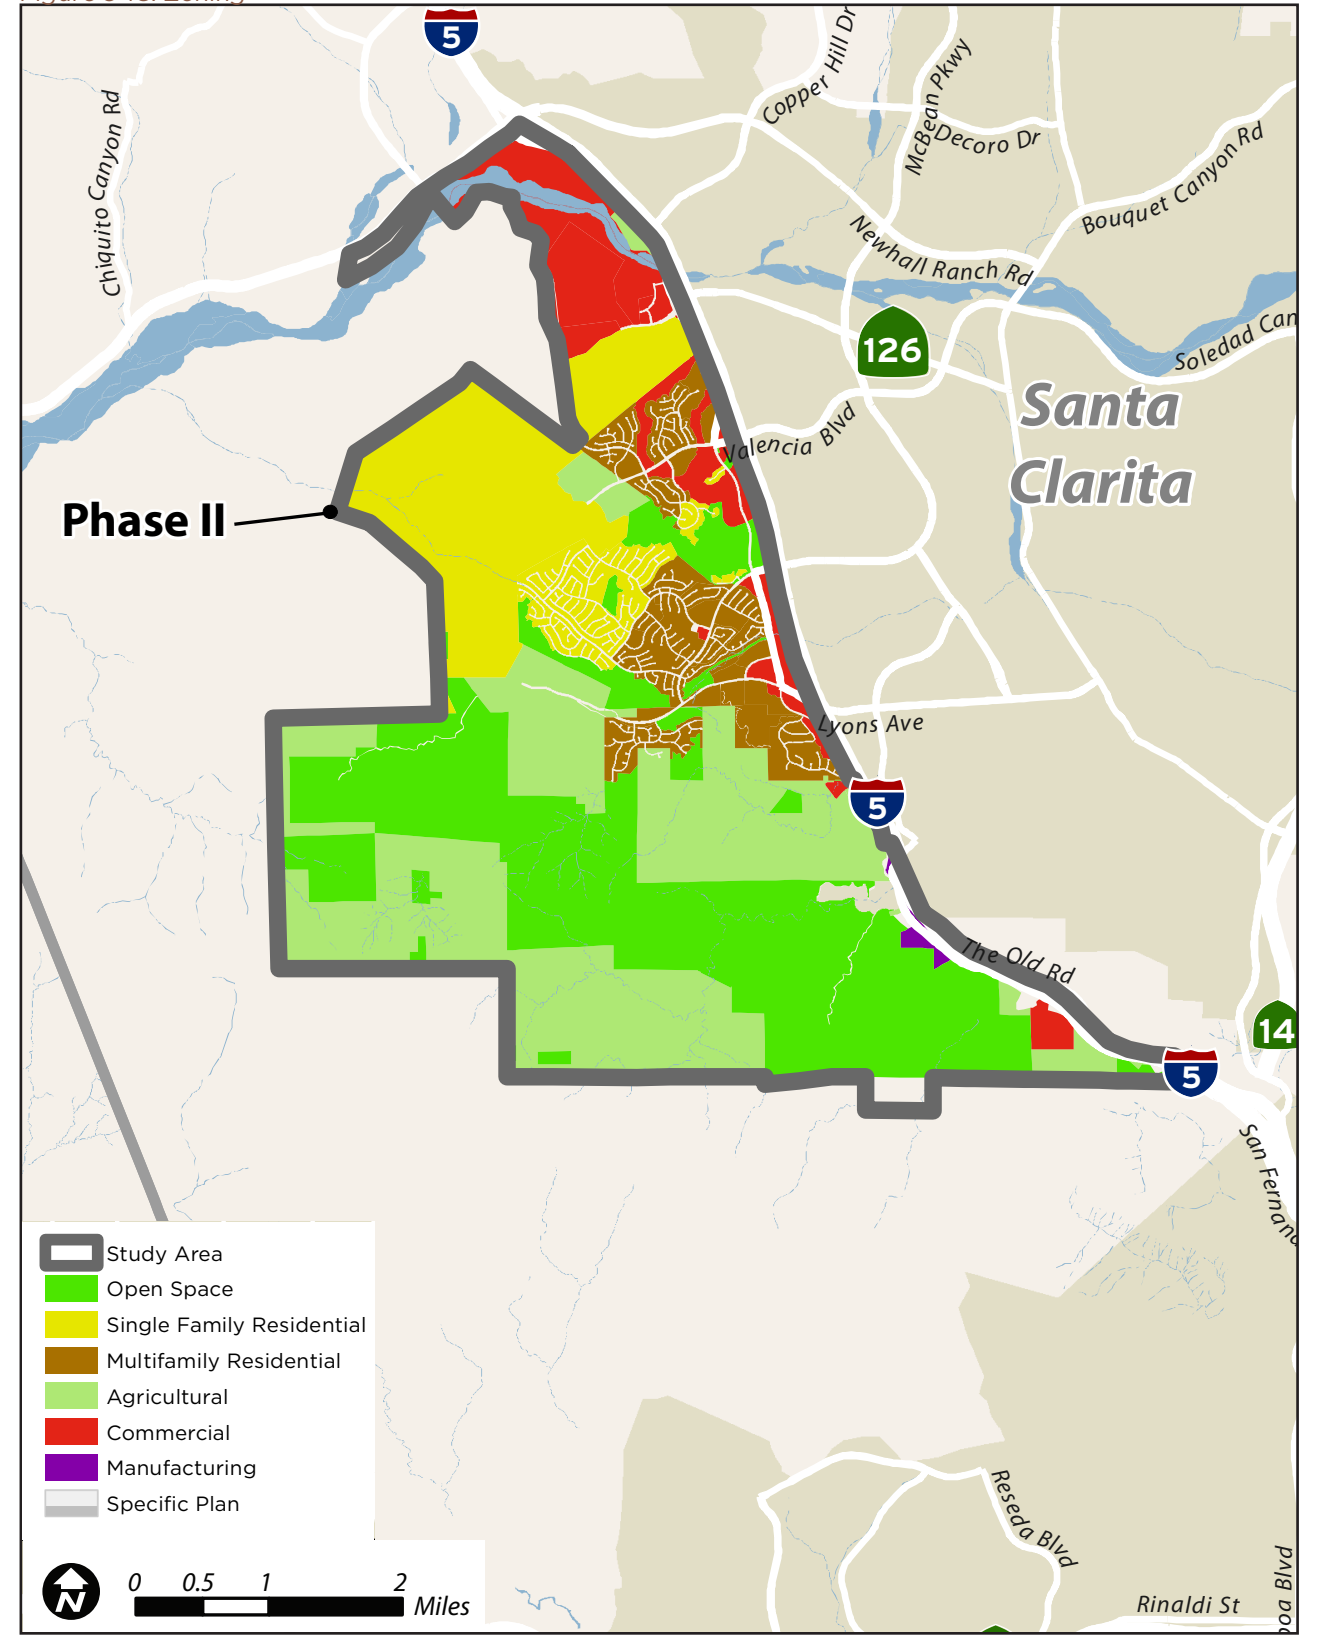 5
Copper Hill Dr
McBean Pkwy
Decoro Dr
Chiquito Canyon Rd
Bouquet Canyon Rd
Newhall Ranch Rd
126
Soledad Can
Santa
Clarita
Valencia Blvd
Phase II
Lyons Ave
5
The Old Rd
14
5
San Fernand
Study Area
Open Space
Single Family Residential
Multifamily Residential
Agricultural
Commercial
Manufacturing
Specific Plan
Reseda Blvd
N
0 0.5 1 2
Miles
Rinaldi St
Blvd